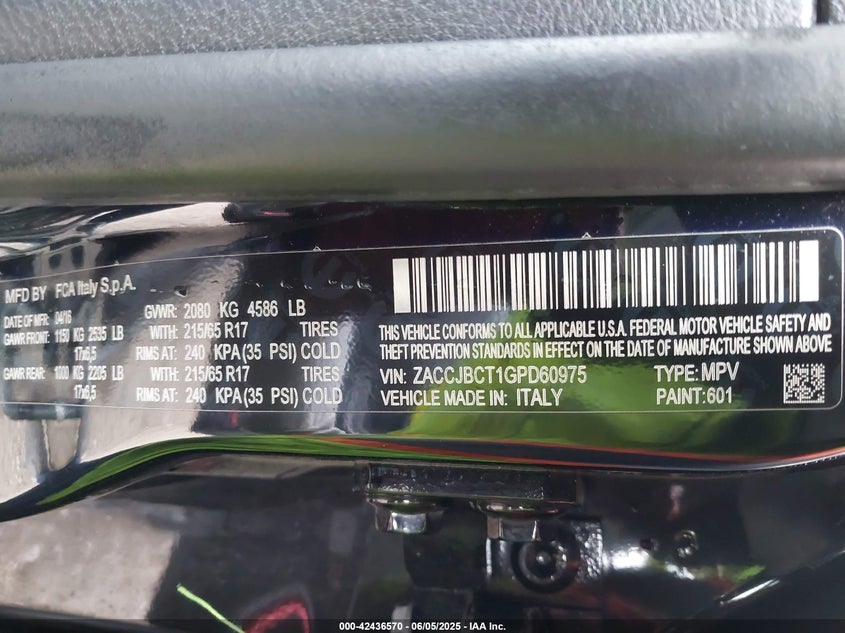 MFD BY FCA Italy S.p.A.
DATE OF MFR: 04/16 GVWR: 2080 KG 4586 LB
GAWR FRONT: 1150 KG 2535 LB WITH: 215/65 R17 TIRES
17x6,5 RIMS AT: 240 KPA(35 PSI) COLD
GAWR REAR: 1000 KG 2205 LB WITH: 215/65 R17 TIRES
17x6,5 RIMS AT: 240 KPA(35 PSI) COLD
THIS VEHICLE CONFORMS TO ALL APPLICABLE U.S.A. FEDERAL MOTOR VEHICLE SAFETY AND
THEFT PREVENTION STANDARDS IN EFFECT ON THE DATE OF MANUFACTURE SHOWN ABOVE
VIN: ZACCJBCT1GPD60975 TYPE: MPV
VEHICLE MADE IN: ITALY PAINT:601
000-42436570 - 06/05/2025 - IAA Inc.